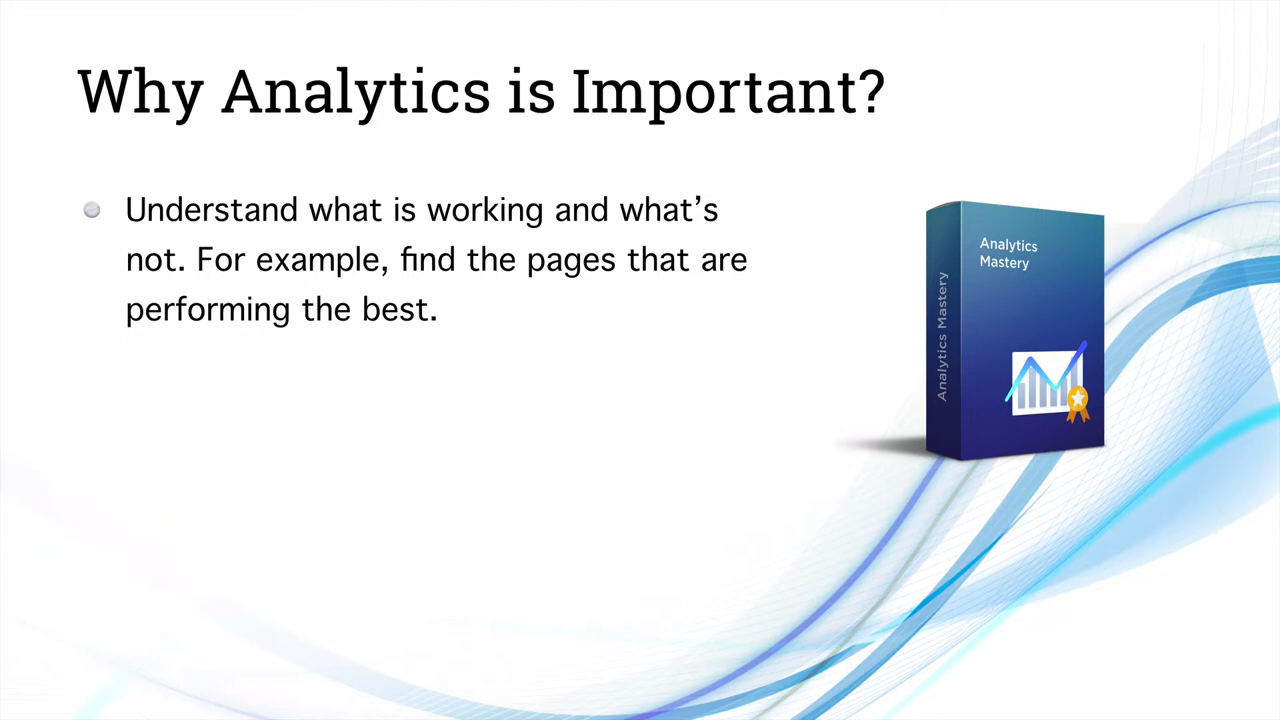 Why Analytics is Important?
Understand what is working and what’s
not. For example, find the pages that are
performing the best.
Analytics
Mastery
Analytics Mastery